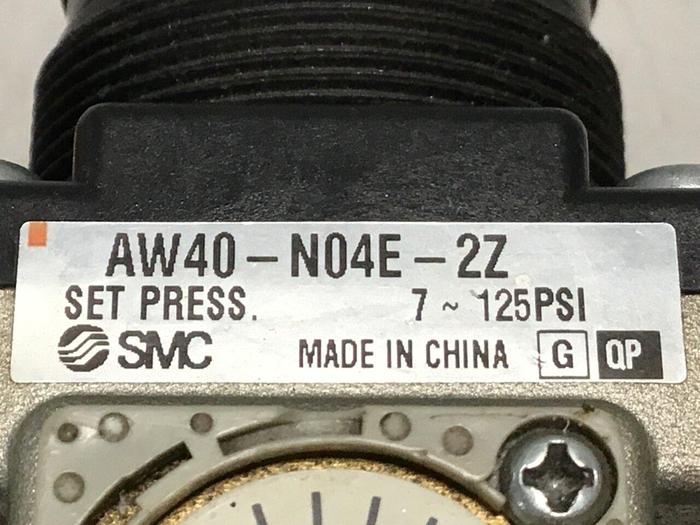 AW40-N04E-2Z
SET PRESS. 7 ~ 125PSI
SMC MADE IN CHINA G QP